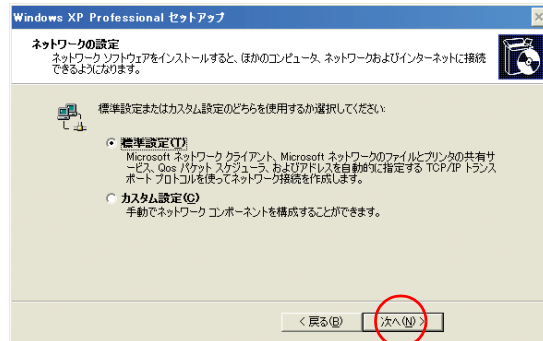 Windows XP Professional セットアップ
ネットワークの設定
ネットワーク ソフトウェアをインストールすると、ほかのコンピュータ、ネットワークおよびインターネットに接続
できるようになります。
標準設定またはカスタム設定のどちらを使用するか選択してください:
標準設定(T)
Microsoft ネットワーク クライアント、Microsoft ネットワークのファイルとプリンタの共有サ
ービス、Qos パケット スケジューラ、およびアドレスを自動的に指定する TCP/IP トランス
ポート プロトコルを使ってネットワーク接続を作成します。
カスタム設定(C)
手動でネットワーク コンポーネントを構成することができます。
< 戻る(B) 次へ(N) >